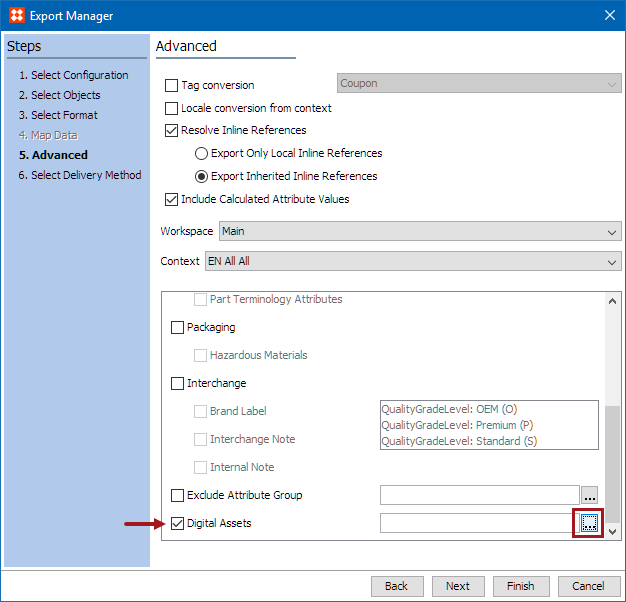 Export Manager
Steps
1. Select Configuration
2. Select Objects
3. Select Format
4. Map Data
5. Advanced
6. Select Delivery Method
Advanced
Tag conversion
Coupon
Locale conversion from context
Resolve Inline References
Export Only Local Inline References
Export Inherited Inline References
Include Calculated Attribute Values
Workspace Main
Context EN All All
Part Terminology Attributes
Packaging
Hazardous Materials
Interchange
Brand Label
Interchange Note
Internal Note
QualityGradeLevel: OEM (O)
QualityGradeLevel: Premium (P)
QualityGradeLevel: Standard (S)
Exclude Attribute Group ...
Digital Assets ...
Back Next Finish Cancel